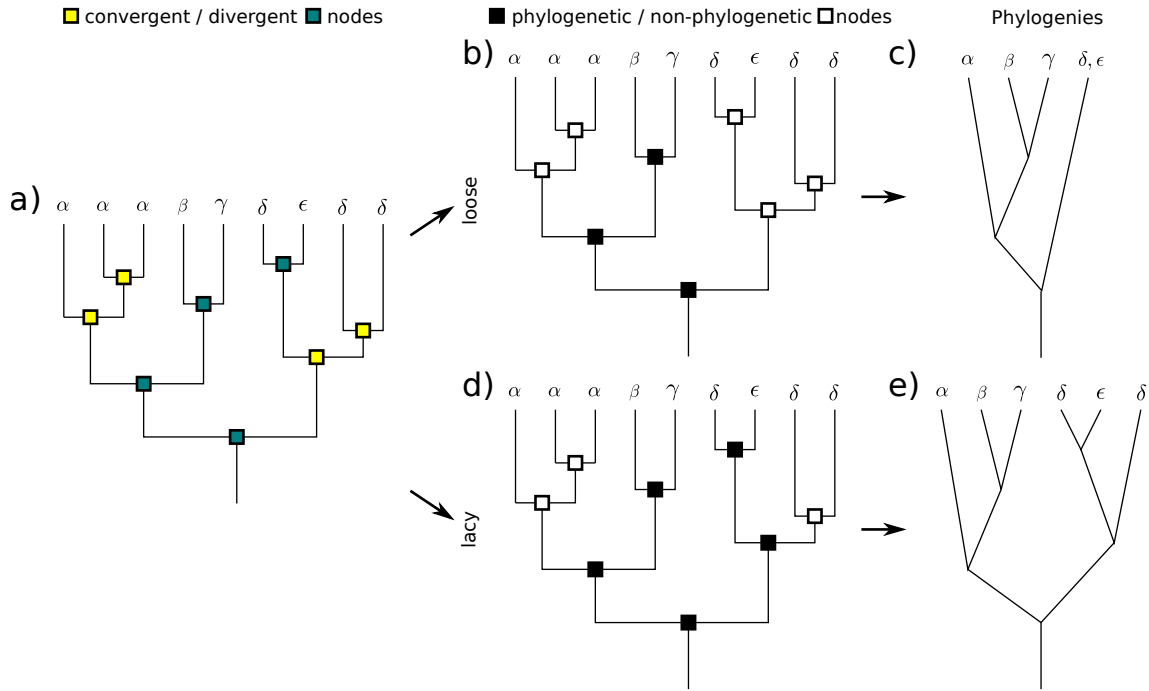 convergent / divergent nodes
phylogenetic / non-phylogenetic nodes
Phylogenies
b) α α α β γ δ ϵ δ δ
c) α β γ δ, ϵ
loose
a) α α α β γ δ ϵ δ δ
d) α α α β γ δ ϵ δ δ
e) α β γ δ ϵ δ
lacy